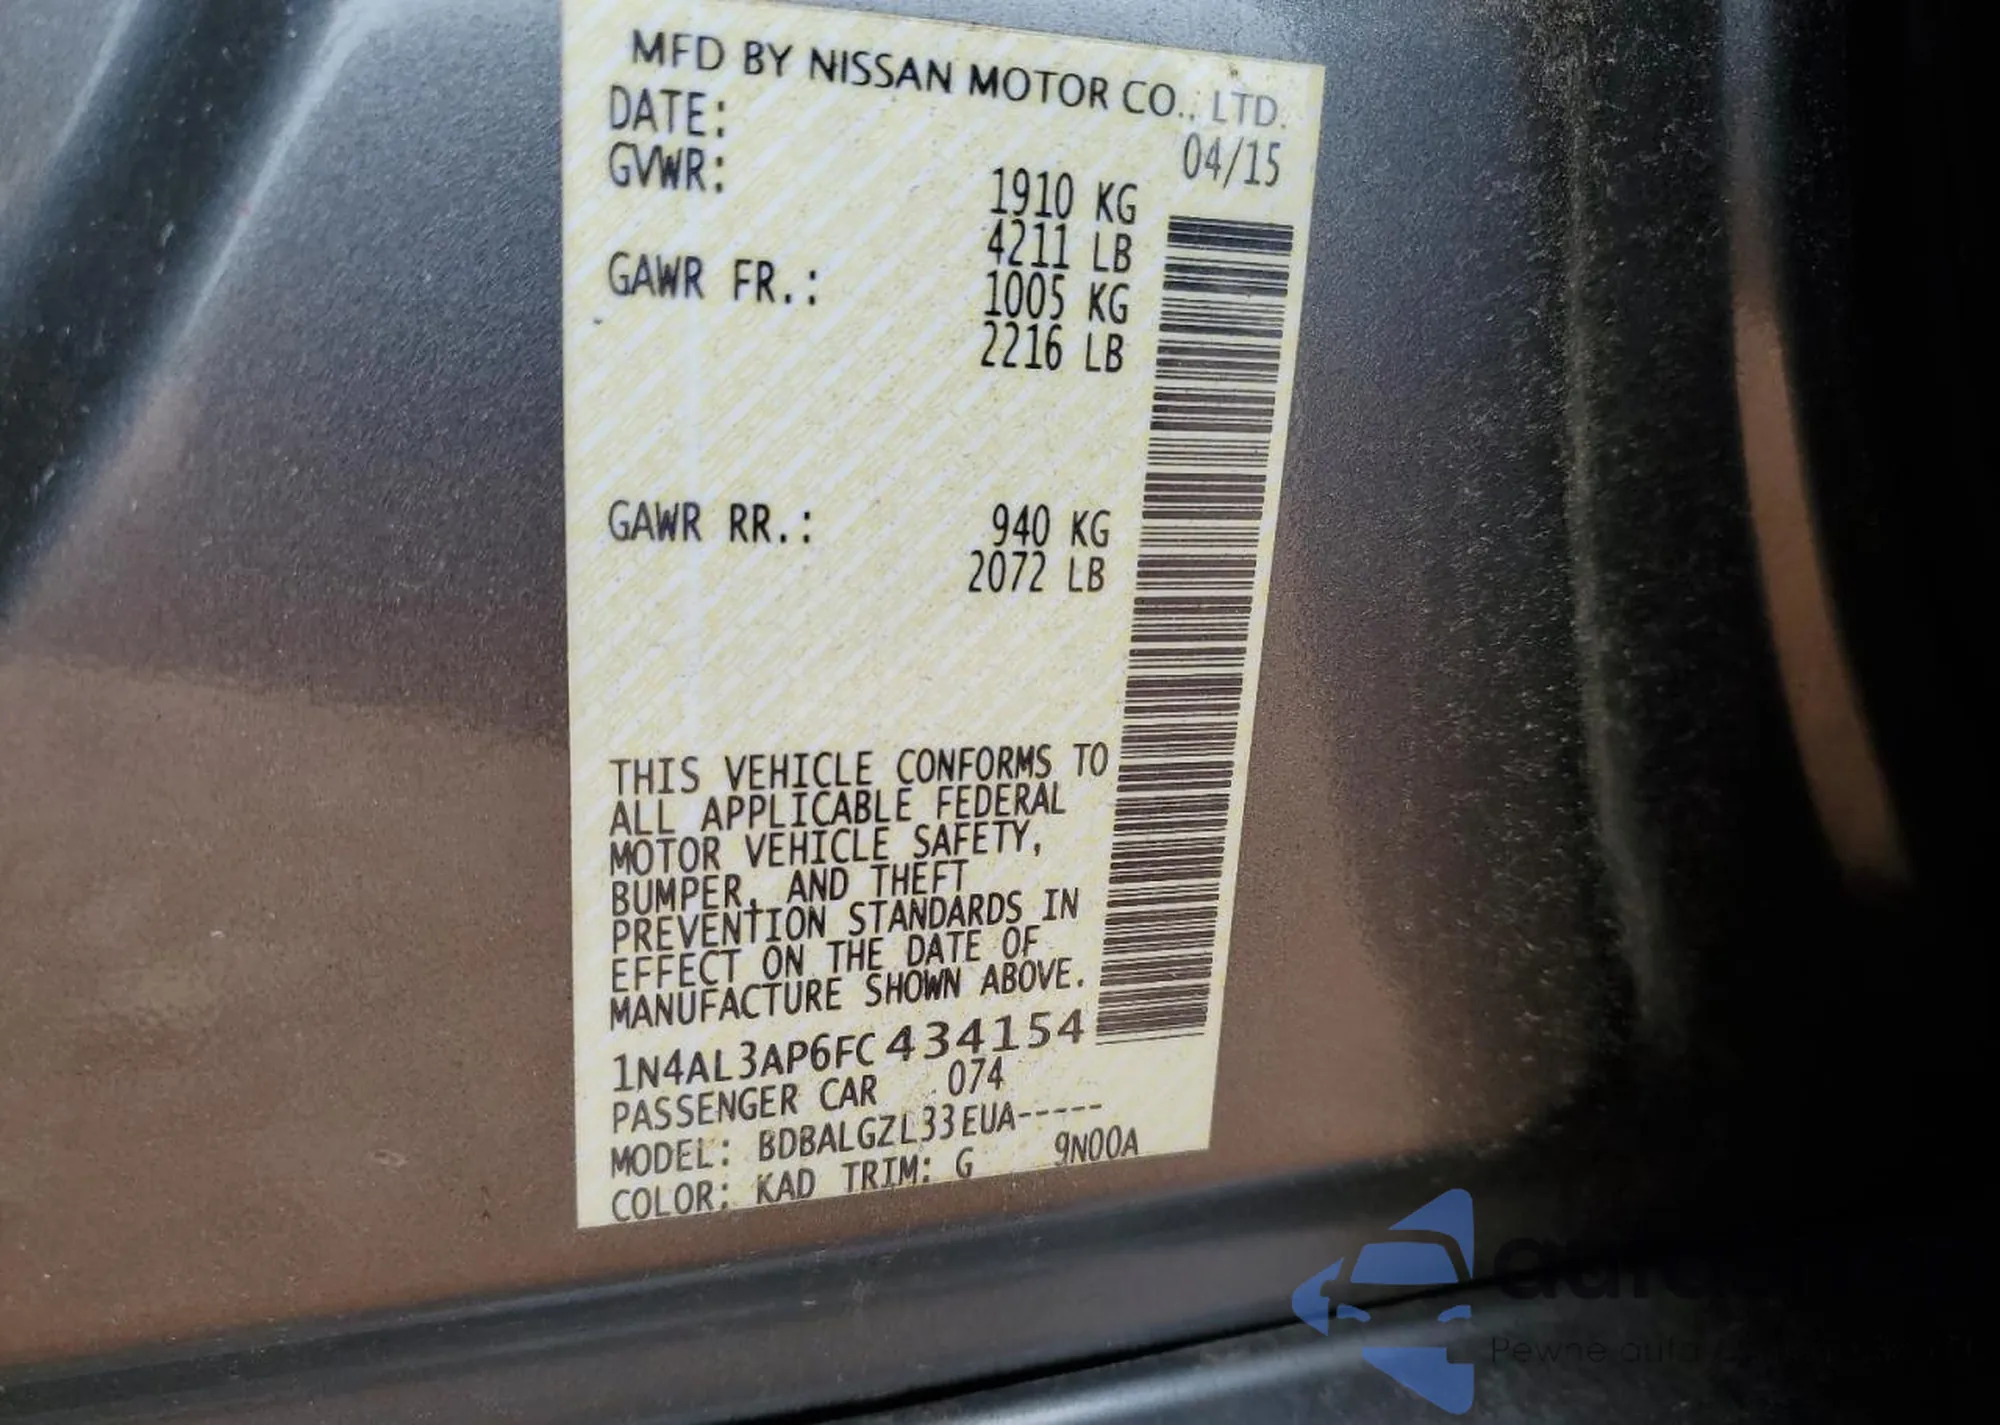 MFD BY NISSAN MOTOR CO., LTD.
DATE: 04/15
GVWR: 1910 KG
4211 LB
GAWR FR.: 1005 KG
2216 LB
GAWR RR.: 940 KG
2072 LB
THIS VEHICLE CONFORMS TO
ALL APPLICABLE FEDERAL
MOTOR VEHICLE SAFETY,
BUMPER, AND THEFT
PREVENTION STANDARDS IN
EFFECT ON THE DATE OF
MANUFACTURE SHOWN ABOVE.
1N4AL3AP6FC434154
PASSENGER CAR 074
MODEL: BDBALGZL33EUA-----
COLOR: KAD TRIM: G 9N00A
Pewne auto